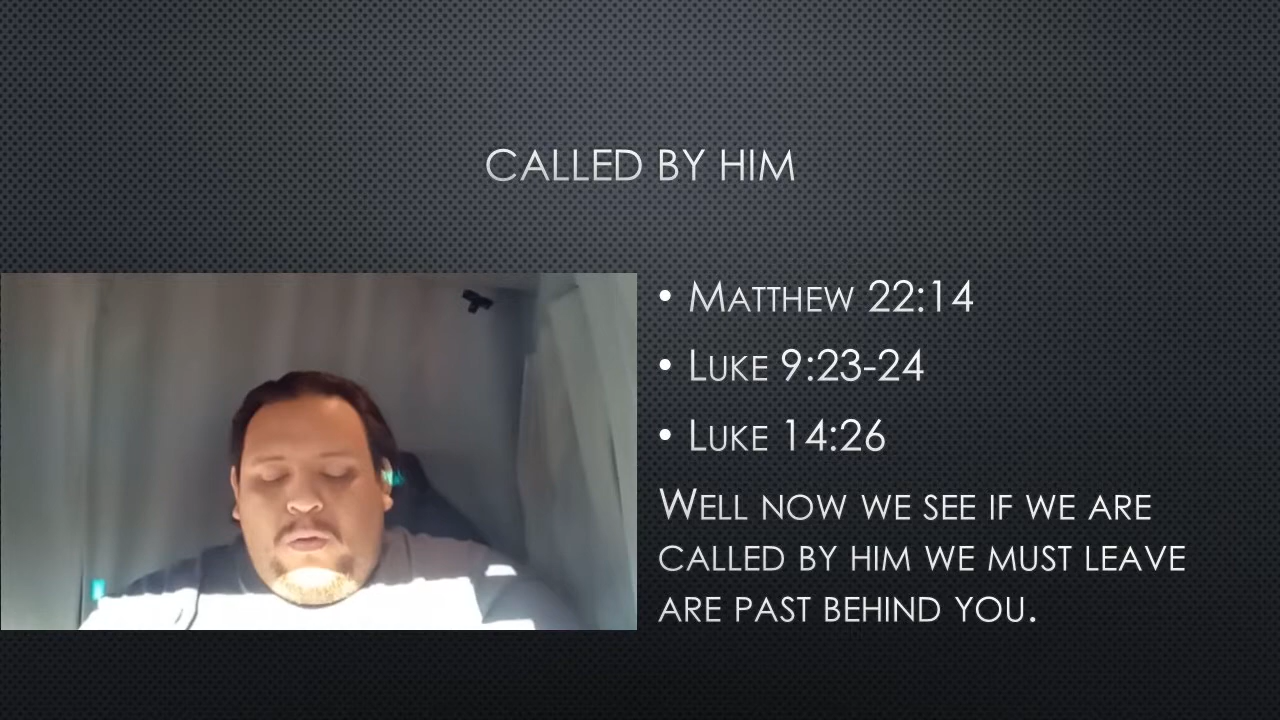 CALLED BY HIM
• MATTHEW 22:14
• LUKE 9:23-24
• LUKE 14:26
WELL NOW WE SEE IF WE ARE
CALLED BY HIM WE MUST LEAVE
ARE PAST BEHIND YOU.